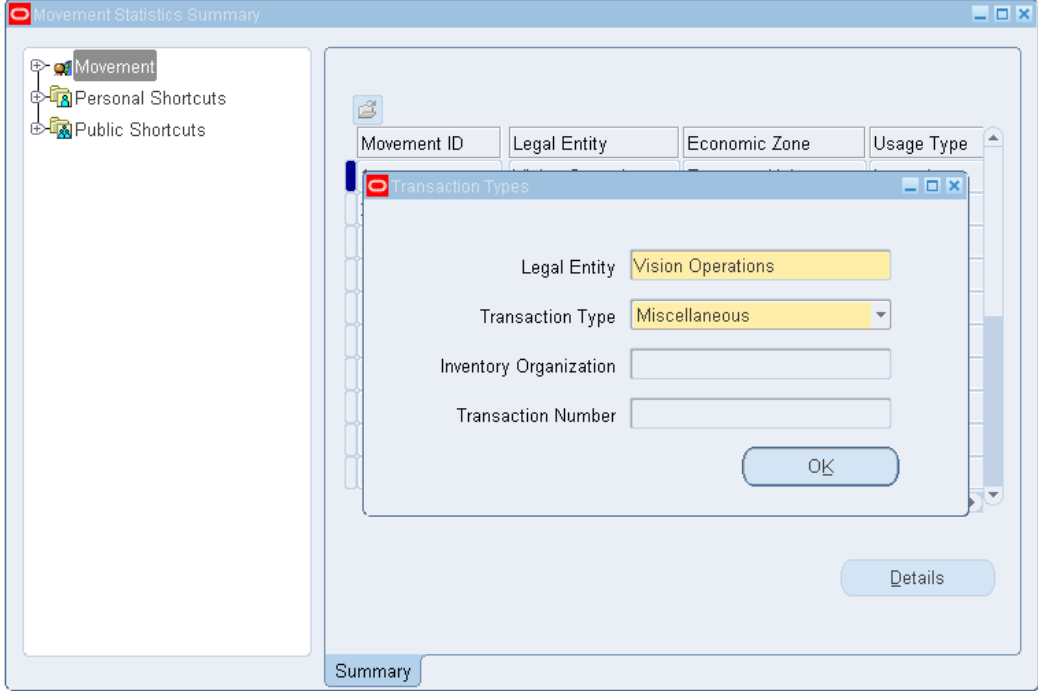 Movement Statistics Summary
Movement
Personal Shortcuts
Public Shortcuts
Movement ID Legal Entity Economic Zone Usage Type
Transaction Types
Legal Entity Vision Operations
Transaction Type Miscellaneous
Inventory Organization
Transaction Number
OK
Details
Summary